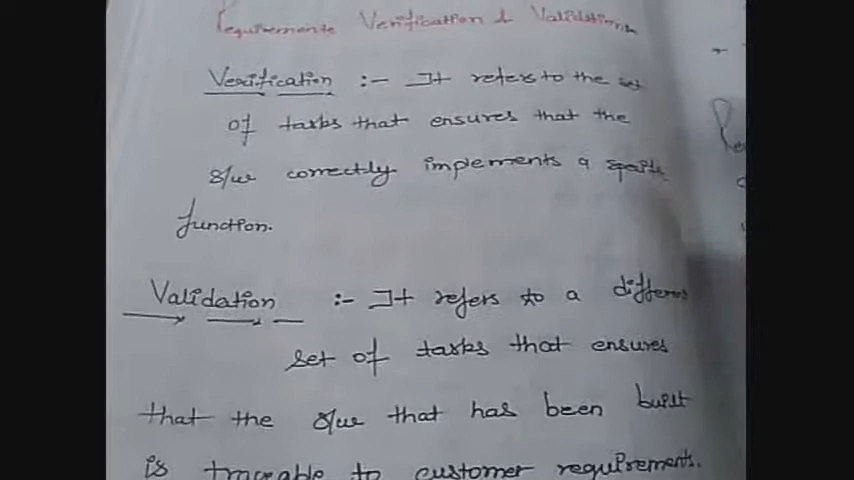 Requirements Verification & Validation
Verification :- It refers to the set
of tasks that ensures that the
S/w correctly implements a specific
function.
Validation :- It refers to a different
set of tasks that ensures
that the S/w that has been built
is traceable to customer requirements.